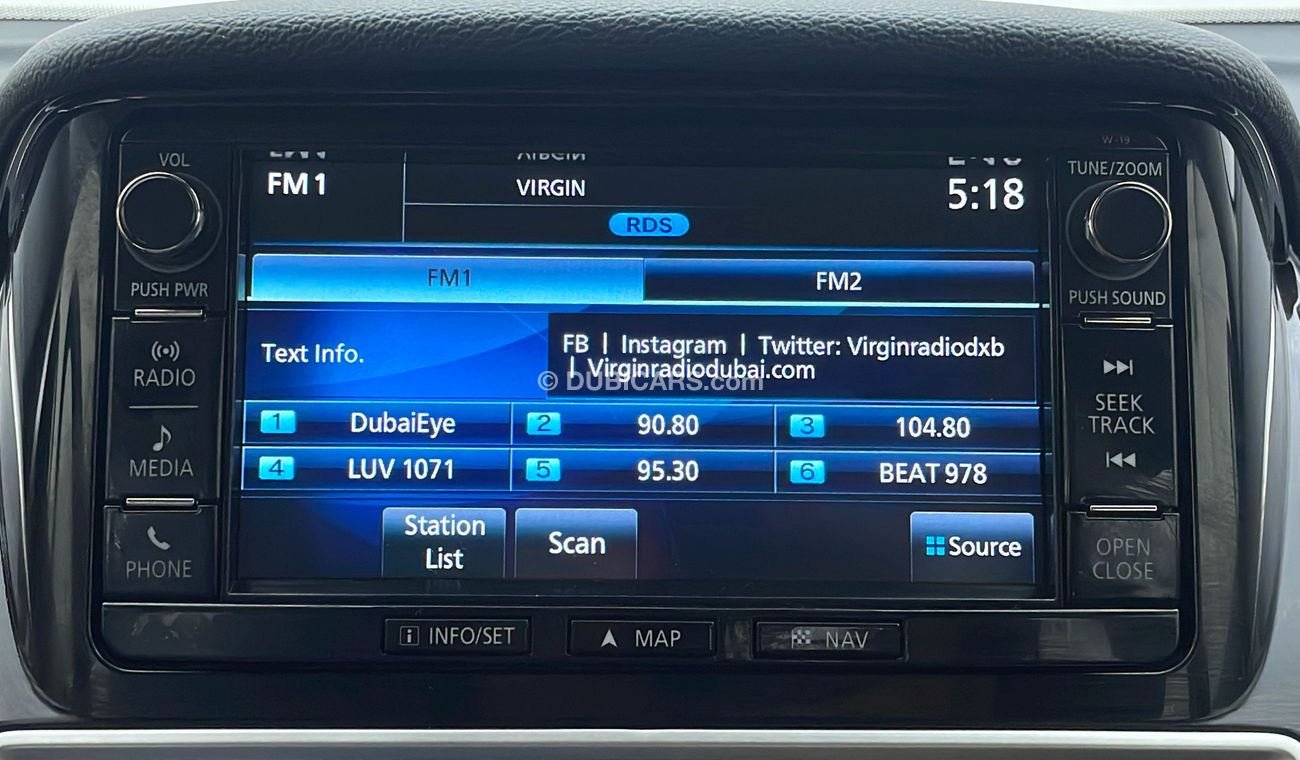 W-19
VOL
TUNE/ZOOM
FM1
VIRGIN
5:18
RDS
PUSH PWR
PUSH SOUND
FM1
FM2
Text Info.
FB | Instagram | Twitter: Virginradiodxb
| Virginradiodubai.com
© DUBICARS.com
RADIO
SEEK
TRACK
1 DubaiEye
2 90.80
3 104.80
MEDIA
4 LUV 1071
5 95.30
6 BEAT 978
Station
List
Scan
Source
PHONE
OPEN
CLOSE
i INFO/SET
MAP
NAV